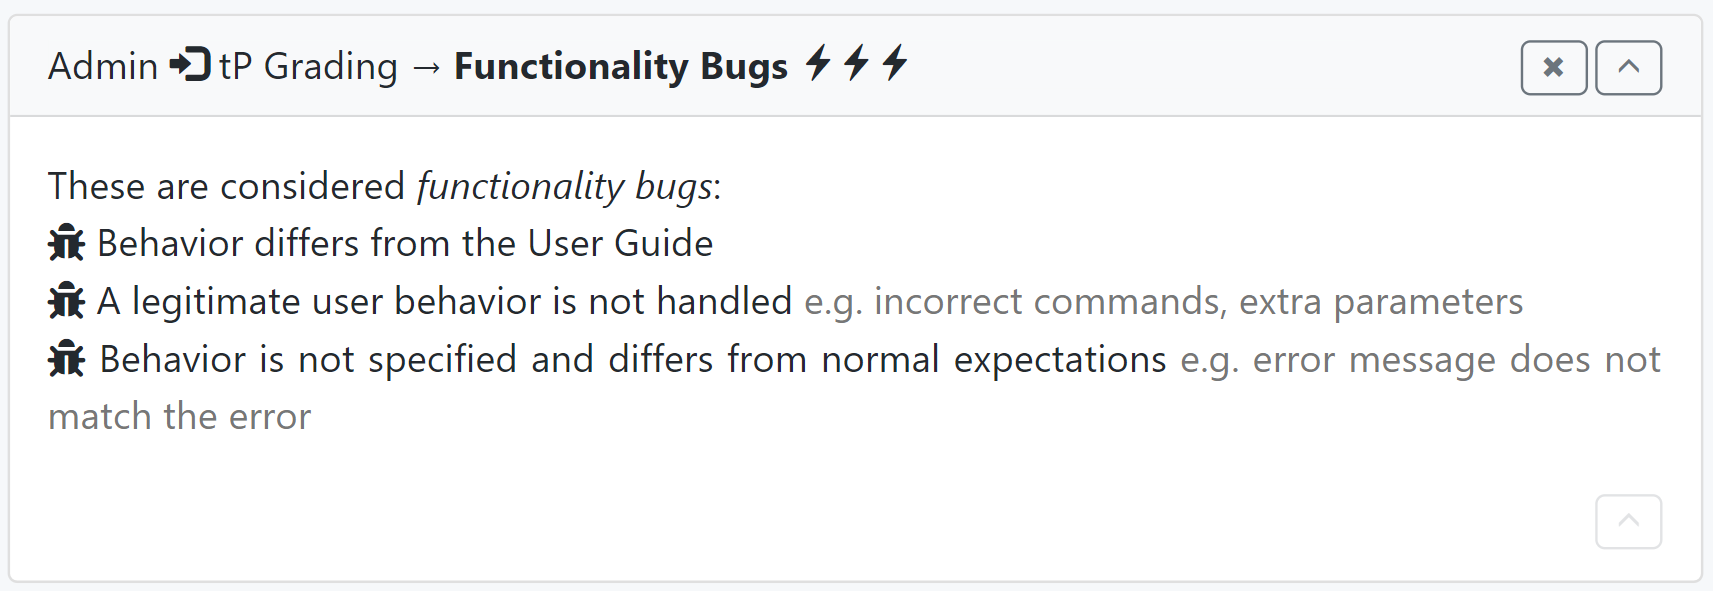 Admin tP Grading → Functionality Bugs
These are considered functionality bugs:
Behavior differs from the User Guide
A legitimate user behavior is not handled e.g. incorrect commands, extra parameters
Behavior is not specified and differs from normal expectations e.g. error message does not
match the error